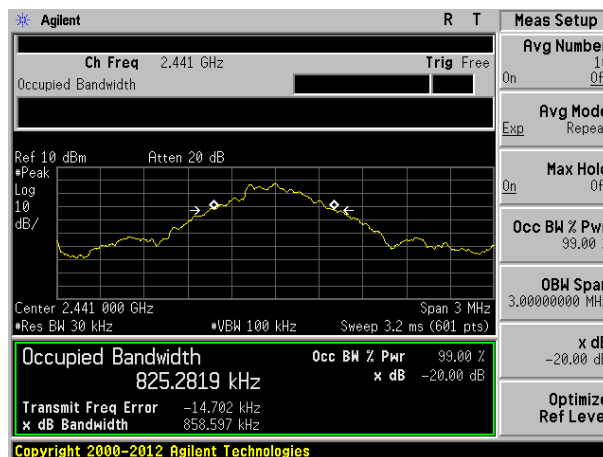 Agilent R T Meas Setup
Ch Freq 2.441 GHz Trig Free
Occupied Bandwidth
Avg Number
On
Avg Mode
Exp
Ref 10 dBm Atten 20 dB
#Peak
Log
10
dB/
Max Hold
On
Occ BW % Pwr
99.00 %
OBW Span
3.00000000 MHz
Center 2.441 000 GHz Span 3 MHz
#Res BW 30 kHz #VBW 100 kHz Sweep 3.2 ms (601 pts)
x dB
-20.00 dB
Occupied Bandwidth Occ BW % Pwr 99.00 %
825.2819 kHz x dB -20.00 dB
Transmit Freq Error -14.702 kHz
x dB Bandwidth 858.597 kHz
Optimize
Ref Level
Copyright 2000-2012 Agilent Technologies